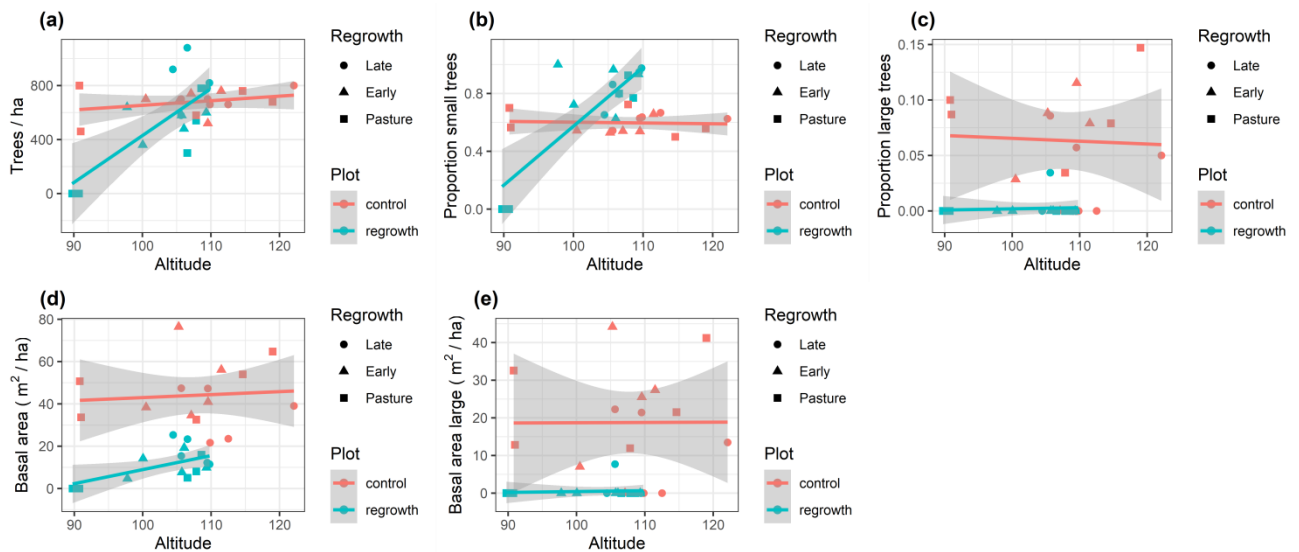 (a)
Trees / ha
800
400
0
90 100 110 120
Altitude
Regrowth
Late
Early
Pasture
Plot
control
regrowth
(b)
Proportion small trees
0.8
0.4
0.0
90 100 110 120
Altitude
Regrowth
Late
Early
Pasture
Plot
control
regrowth
(c)
Proportion large trees
0.15
0.10
0.05
0.00
90 100 110 120
Altitude
Regrowth
Late
Early
Pasture
Plot
control
regrowth
(d)
Basal area ( m² / ha)
80
60
40
20
0
90 100 110 120
Altitude
Regrowth
Late
Early
Pasture
Plot
control
regrowth
(e)
Basal area large ( m² / ha)
40
30
20
10
0
90 100 110 120
Altitude
Regrowth
Late
Early
Pasture
Plot
control
regrowth